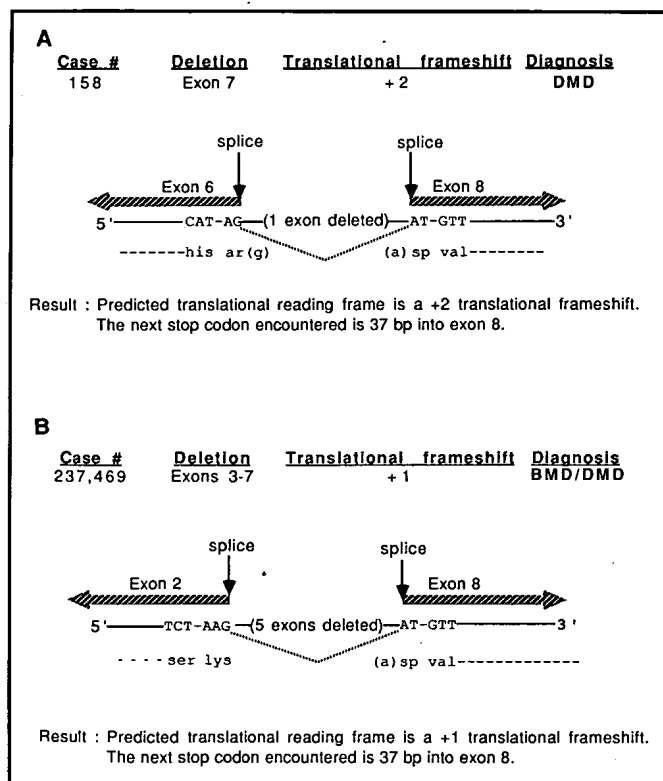 A
Case # Deletion Translational frameshift Diagnosis
158 Exon 7 + 2 DMD
splice splice
Exon 6 Exon 8
5' CAT-AG (1 exon deleted) AT-GTT 3'
-------his ar(g) (a)sp val--------
Result : Predicted translational reading frame is a +2 translational frameshift.
The next stop codon encountered is 37 bp into exon 8.
B
Case # Deletion Translational frameshift Diagnosis
237,469 Exons 3-7 + 1 BMD/DMD
splice splice
Exon 2 Exon 8
5' TCT-AAG (5 exons deleted) AT-GTT 3'
----ser lys (a)sp val-------------
Result : Predicted translational reading frame is a +1 translational frameshift.
The next stop codon encountered is 37 bp into exon 8.